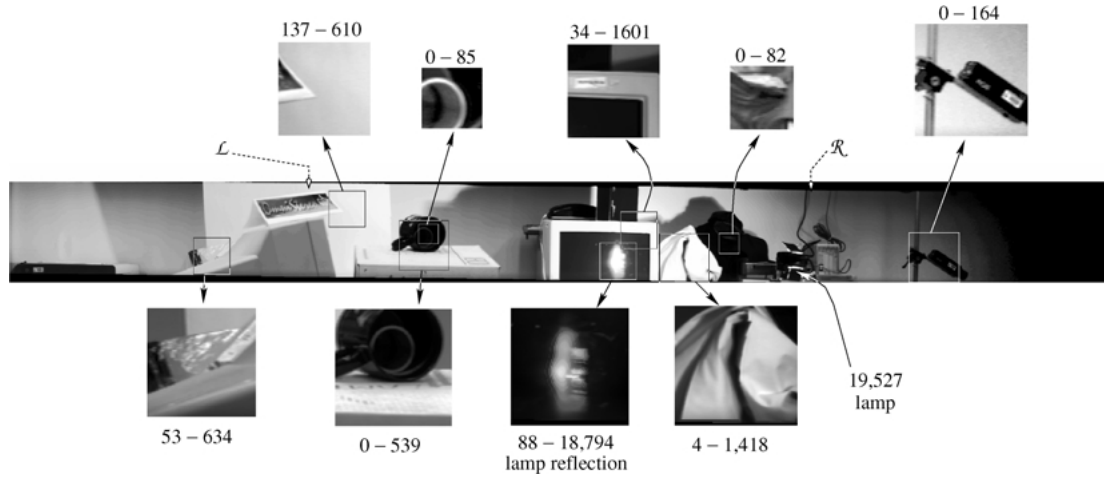 137 – 610
0 – 85
34 – 1601
0 – 82
0 – 164
ℒ
ℛ
19,527
lamp
53 – 634
0 – 539
88 – 18,794
lamp reflection
4 – 1,418